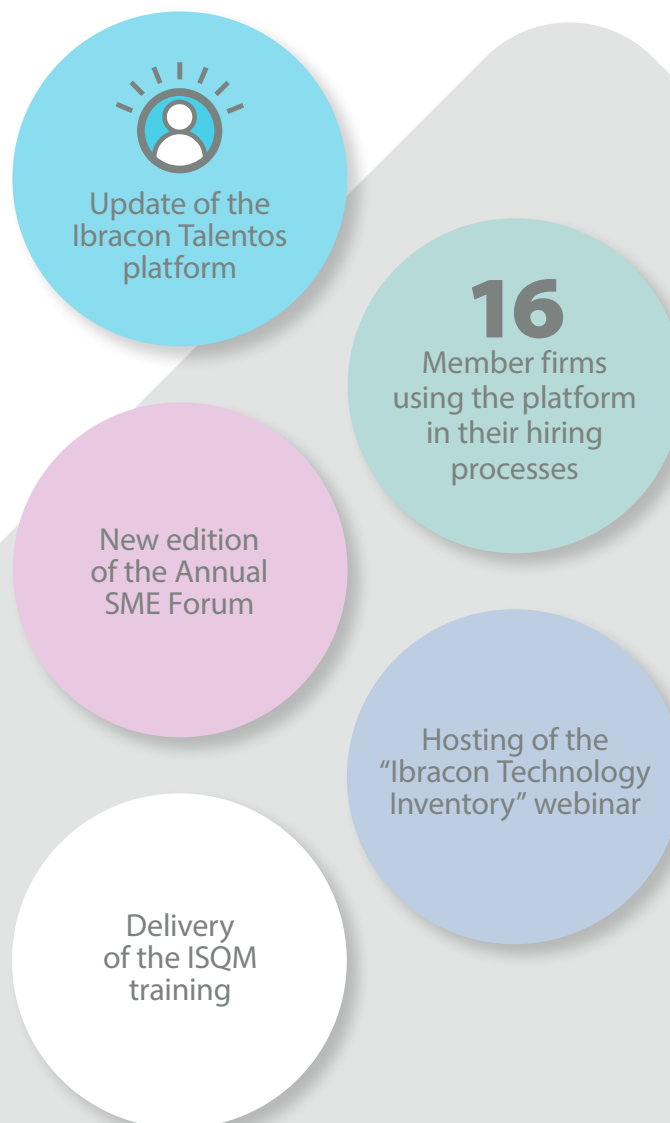 Update of the
Ibracon Talentos
platform
16
Member firms
using the platform
in their hiring
processes
New edition
of the Annual
SME Forum
Hosting of the
“Ibracon Technology
Inventory” webinar
Delivery
of the ISQM
training